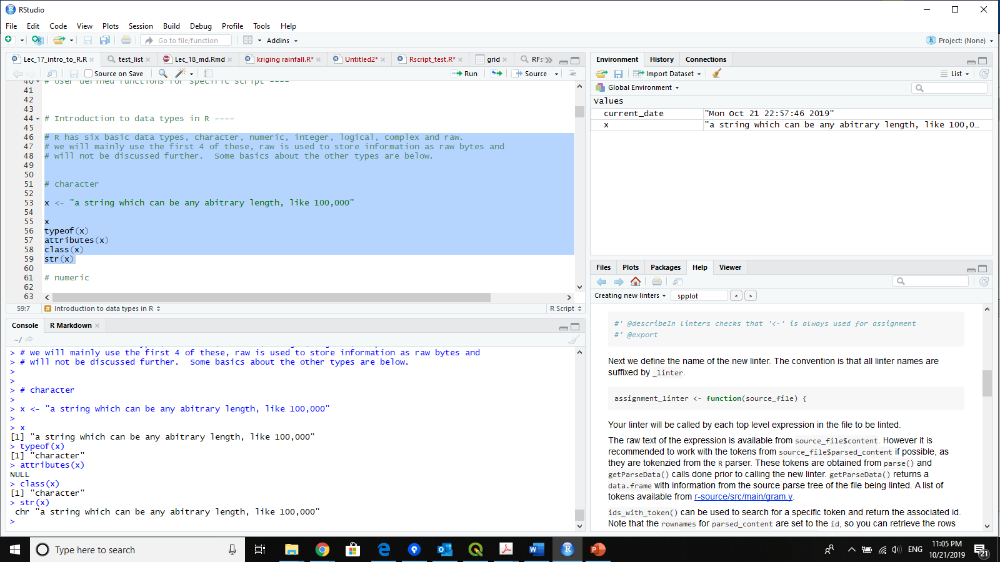 RStudio
File Edit Code View Plots Session Build Debug Profile Tools Help
Go to file/function Addins Project: (None)
Lec_17_intro_to_R.R test_list Lec_18_md.Rmd kriging rainfall.R* Untitled2* Rscript_test.R* grid RFs
Source on Save Run Source
40 # User defined functions for specific script ----
41
42
43
44 # Introduction to data types in R ----
45
46 # R has six basic data types, character, numeric, integer, logical, complex and raw.
47 # we will mainly use the first 4 of these, raw is used to store information as raw bytes and
48 # will not be discussed further.  Some basics about the other types are below.
49
50
51 # character
52
53 x <- "a string which can be any abitrary length, like 100,000"
54
55 x
56 typeof(x)
57 attributes(x)
58 class(x)
59 str(x)
60
61 # numeric
62
63
59:7 # Introduction to data types in R R Script
Console R Markdown
~/
> # we will mainly use the first 4 of these, raw is used to store information as raw bytes and
> # will not be discussed further.  Some basics about the other types are below.
>
>
> # character
>
> x <- "a string which can be any abitrary length, like 100,000"
>
> x
[1] "a string which can be any abitrary length, like 100,000"
> typeof(x)
[1] "character"
> attributes(x)
NULL
> class(x)
[1] "character"
> str(x)
chr "a string which can be any abitrary length, like 100,000"
>
Environment History Connections
Import Dataset List
Global Environment
Values
current_date "Mon Oct 21 22:57:46 2019"
x "a string which can be any abitrary length, like 100,0…
Files Plots Packages Help Viewer
Creating new linters spplot < >
#' @describeIn linters checks that '<-' is always used for assignment
#' @export
Next we define the name of the new linter. The convention is that all linter names are
suffixed by _linter.
assignment_linter <- function(source_file) {
Your linter will be called by each top level expression in the file to be linted.
The raw text of the expression is available from source_file$content. However it is
recommended to work with the tokens from source_file$parsed_content if possible, as
they are tokenzied from the R parser. These tokens are obtained from parse() and
getParseData() calls done prior to calling the new linter. getParseData() returns a
data.frame with information from the source parse tree of the file being linted. A list of
tokens available from r-source/src/main/gram.y.
ids_with_token() can be used to search for a specific token and return the associated id.
Note that the rownames for parsed_content are set to the id, so you can retrieve the rows
Type here to search
ENG
11:05 PM
10/21/2019
21